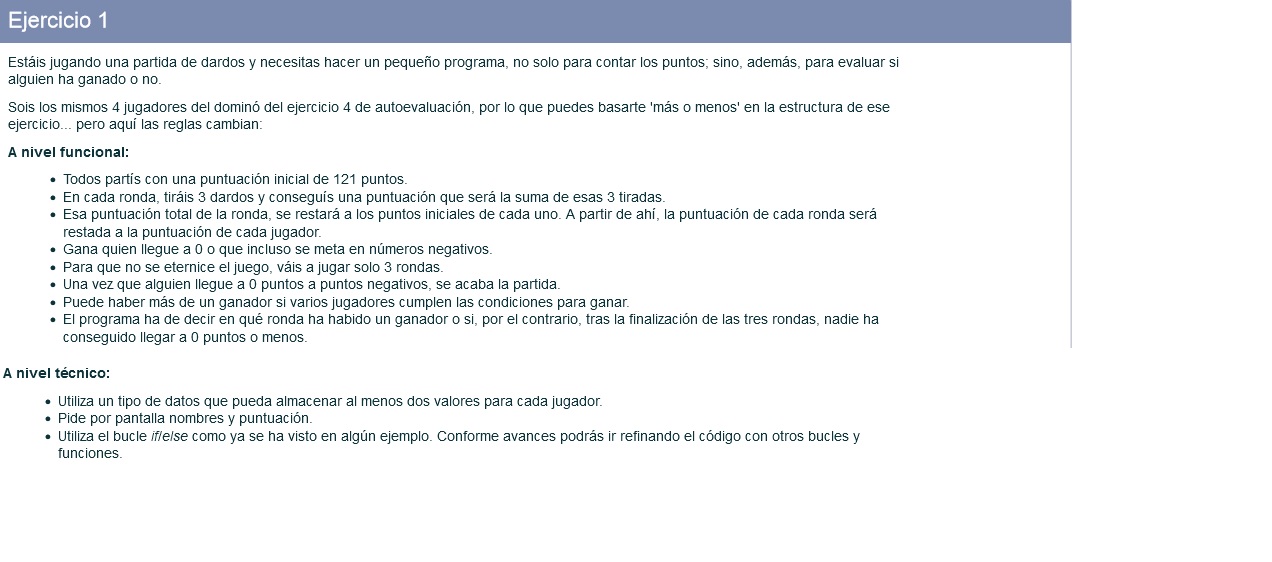 Ejercicio 1
Estáis jugando una partida de dardos y necesitas hacer un pequeño programa, no solo para contar los puntos; sino, además, para evaluar si
alguien ha ganado o no.
Sois los mismos 4 jugadores del dominó del ejercicio 4 de autoevaluación, por lo que puedes basarte 'más o menos' en la estructura de ese
ejercicio... pero aquí las reglas cambian:
A nivel funcional:
• Todos partís con una puntuación inicial de 121 puntos.
• En cada ronda, tiráis 3 dardos y conseguís una puntuación que será la suma de esas 3 tiradas.
• Esa puntuación total de la ronda, se restará a los puntos iniciales de cada uno. A partir de ahí, la puntuación de cada ronda será
restada a la puntuación de cada jugador.
• Gana quien llegue a 0 o que incluso se meta en números negativos.
• Para que no se eternice el juego, váis a jugar solo 3 rondas.
• Una vez que alguien llegue a 0 puntos a puntos negativos, se acaba la partida.
• Puede haber más de un ganador si varios jugadores cumplen las condiciones para ganar.
• El programa ha de decir en qué ronda ha habido un ganador o si, por el contrario, tras la finalización de las tres rondas, nadie ha
conseguido llegar a 0 puntos o menos.
A nivel técnico:
• Utiliza un tipo de datos que pueda almacenar al menos dos valores para cada jugador.
• Pide por pantalla nombres y puntuación.
• Utiliza el bucle if/else como ya se ha visto en algún ejemplo. Conforme avances podrás ir refinando el código con otros bucles y
funciones.